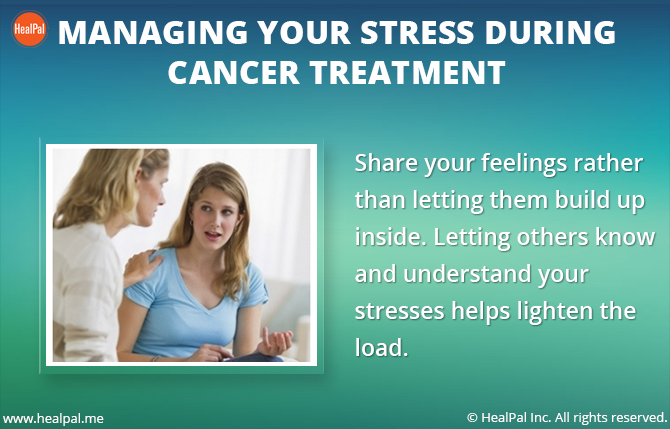 HealPal
MANAGING YOUR STRESS DURING
CANCER TREATMENT
Share your feelings rather
than letting them build up
inside. Letting others know
and understand your
stresses helps lighten the
load.
www.healpal.me
© HealPal Inc. All rights reserved.